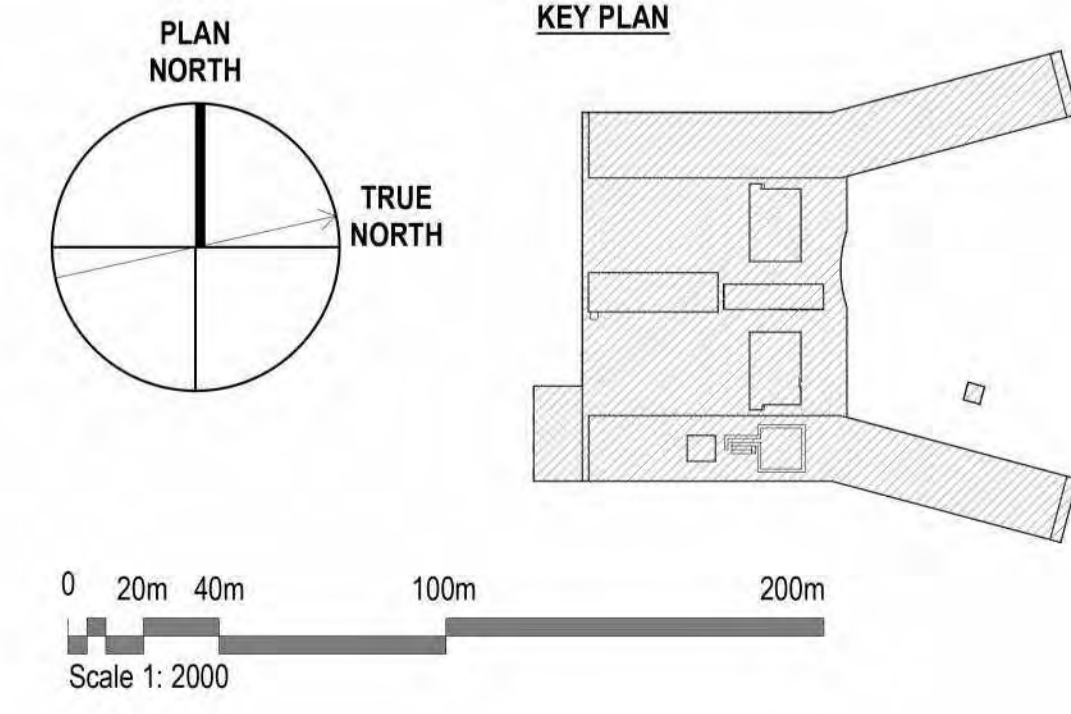 PLAN
NORTH
TRUE
NORTH
KEY PLAN
0 20m 40m 100m 200m
Scale 1: 2000